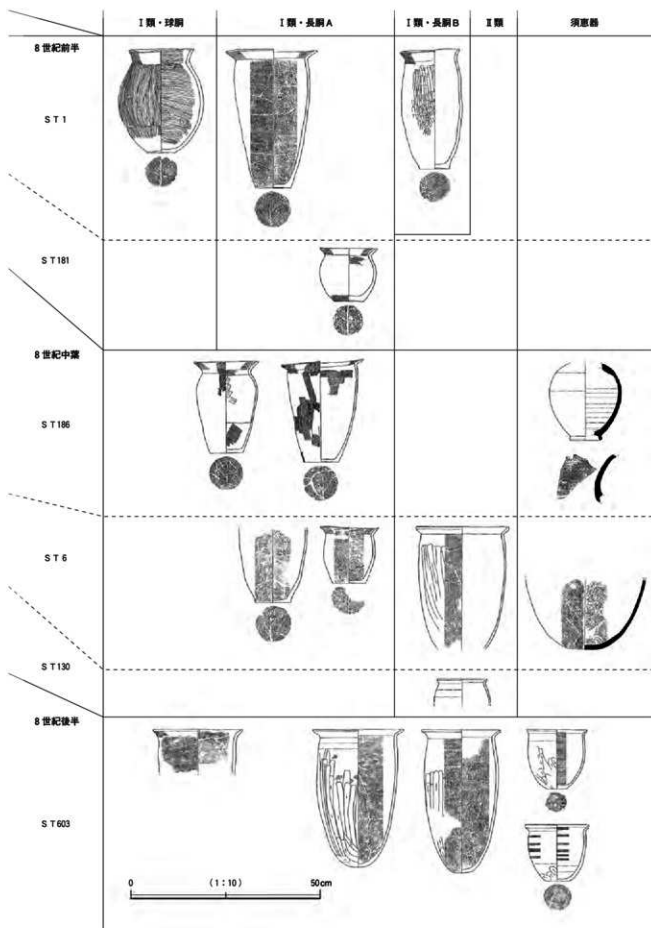 Ⅰ類・球胴 Ⅰ類・長胴A Ⅰ類・長胴B Ⅱ類 須恵器
8世紀前半
ST1
ST181
8世紀中葉
ST186
ST6
ST130
8世紀後半
ST603
0 (1:10) 50cm